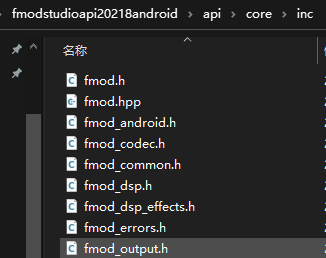 fmodstudioapi20218android > api > core > inc
名称
fmod.h
fmod.hpp
fmod_android.h
fmod_codec.h
fmod_common.h
fmod_dsp.h
fmod_dsp_effects.h
fmod_errors.h
fmod_output.h